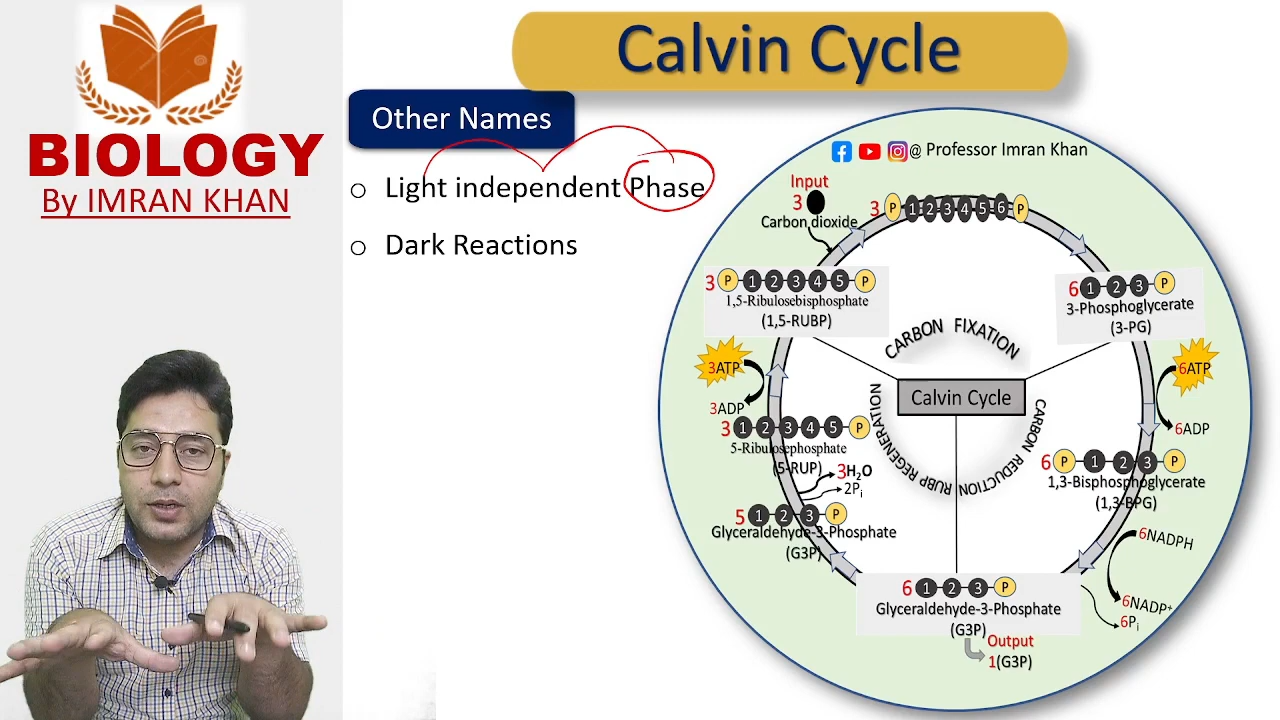 BIOLOGY
By IMRAN KHAN
Calvin Cycle
Other Names
o Light independent Phase
o Dark Reactions
@ Professor Imran Khan
Input
3
Carbon dioxide
3 P 1 2 3 4 5 6 P
3 P 1 2 3 4 5 P
1,5-Ribulosebisphosphate
(1,5-RUBP)
6 1 2 3 P
3-Phosphoglycerate
(3-PG)
CARBON FIXATION
3ATP
3ADP
6ATP
6ADP
Calvin Cycle
CARBON REDUCTION
RUBP REGENERATION
3 1 2 3 4 5 P
5-Ribulosephosphate
(5-RUP)
3H₂O
2Pi
6 P 1 2 3 P
1,3-Bisphosphoglycerate
(1,3-BPG)
5 1 2 3 P
Glyceraldehyde-3-Phosphate
(G3P)
6NADPH
6NADP⁺
6Pi
6 1 2 3 P
Glyceraldehyde-3-Phosphate
(G3P)
Output
1(G3P)